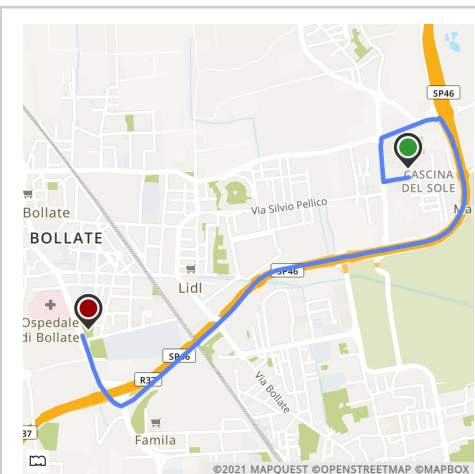 SP46
CASCINA
DEL SOLE
Via Silvio Pellico
Ma
Bollate
BOLLATE
SP46
Lidl
Ospedale
di Bollate
SP46
R37
Via Bollate
37
Famila
©2021 MAPQUEST ©OPENSTREETMAP ©MAPBOX